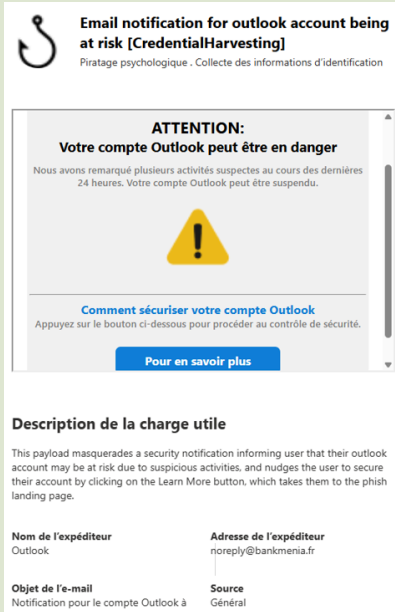 Email notification for outlook account being
at risk [CredentialHarvesting]
Piratage psychologique . Collecte des informations d'identification
ATTENTION:
Votre compte Outlook peut être en danger
Nous avons remarqué plusieurs activités suspectes au cours des dernières
24 heures. Votre compte Outlook peut être suspendu.
Comment sécuriser votre compte Outlook
Appuyez sur le bouton ci-dessous pour procéder au contrôle de sécurité.
Pour en savoir plus
Description de la charge utile
This payload masquerades a security notification informing user that their outlook
account may be at risk due to suspicious activities, and nudges the user to secure
their account by clicking on the Learn More button, which takes them to the phish
landing page.
Nom de l'expéditeur
Outlook
Adresse de l'expéditeur
noreply@bankmenia.fr
Objet de l'e-mail
Notification pour le compte Outlook à
Source
Général